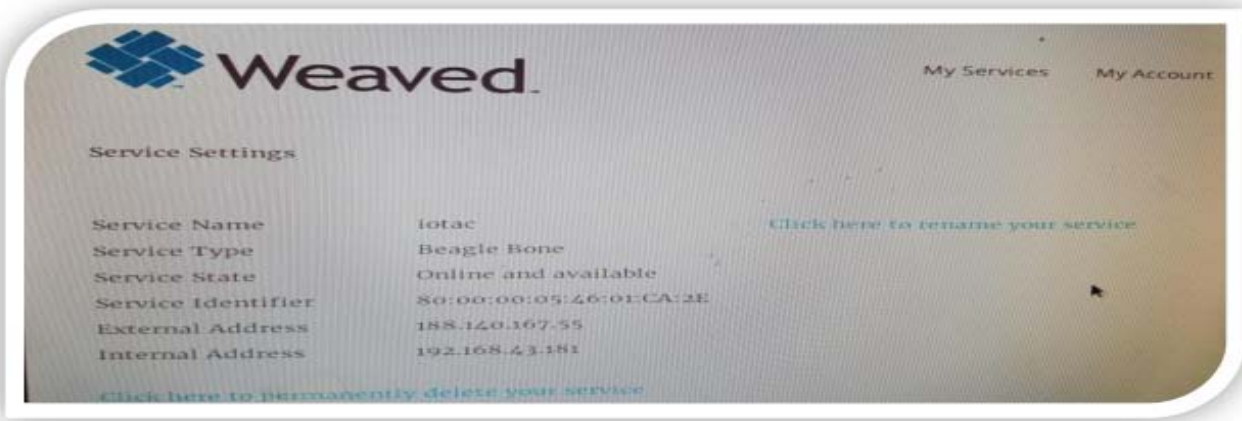 Weaved
My Services My Account
Service Settings
Service Name iotac Click here to rename your service
Service Type Beagle Bone
Service State Online and available
Service Identifier 80:00:00:05:46:01:CA:2E
External Address 188.140.167.55
Internal Address 192.168.43.181
Click here to permanently delete your service